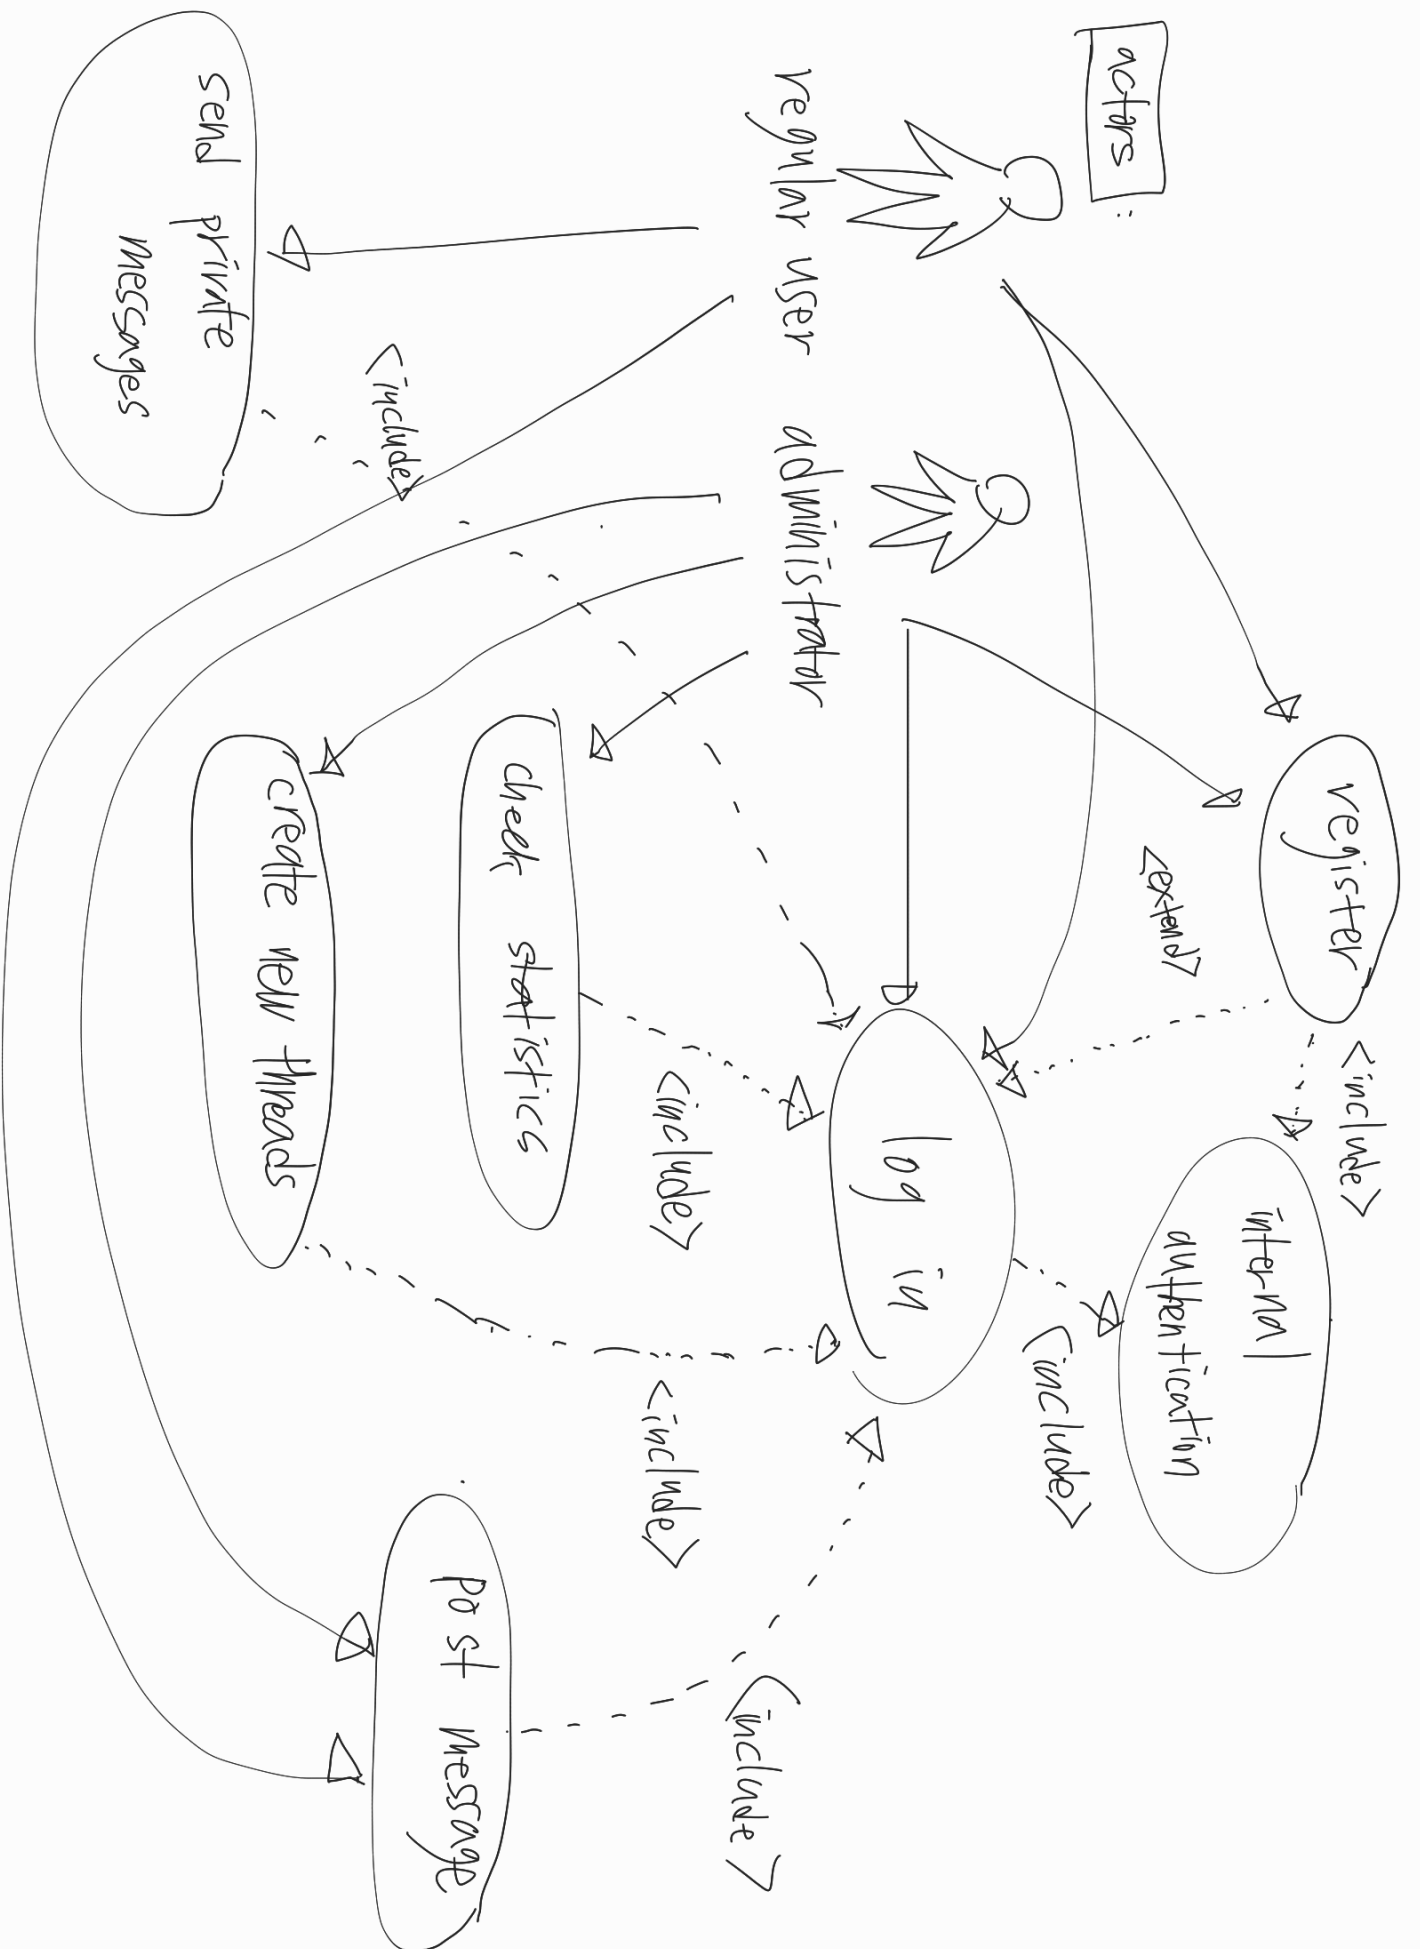 actors
:
regular user
administrator
register
<extend>
<include>
internal
authentication
log in
<include>
<include>
check statistics
<include>
create new threads
<include>
send private
messages
<include>
post message